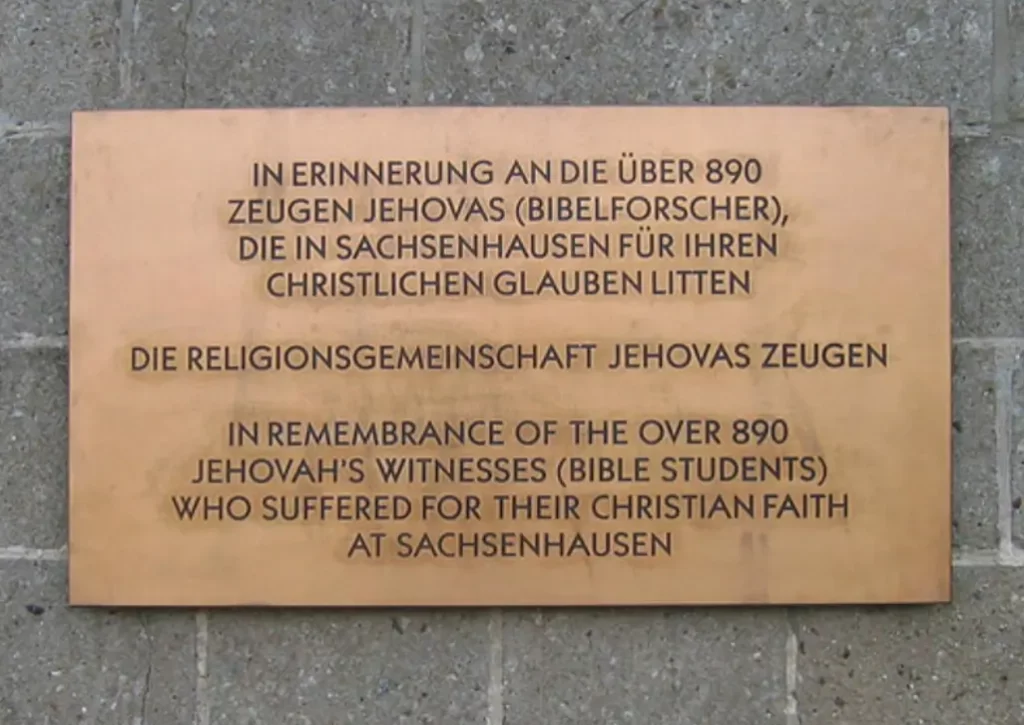 IN ERINNERUNG AN DIE ÜBER 890
ZEUGEN JEHOVAS (BIBELFORSCHER),
DIE IN SACHSENHAUSEN FÜR IHREN
CHRISTLICHEN GLAUBEN LITTEN
DIE RELIGIONSGEMEINSCHAFT JEHOVAS ZEUGEN
IN REMEMBRANCE OF THE OVER 890
JEHOVAH'S WITNESSES (BIBLE STUDENTS)
WHO SUFFERED FOR THEIR CHRISTIAN FAITH
AT SACHSENHAUSEN